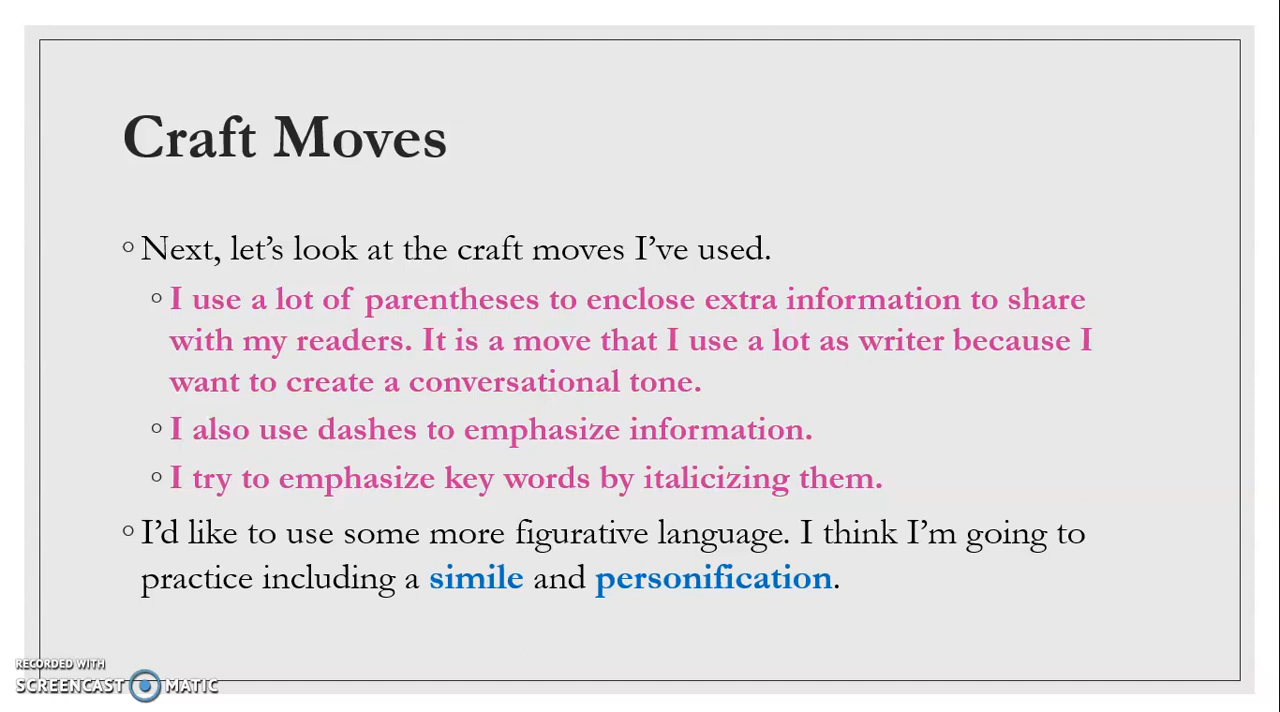 Craft Moves
◦ Next, let’s look at the craft moves I’ve used.
◦ I use a lot of parentheses to enclose extra information to share
with my readers. It is a move that I use a lot as writer because I
want to create a conversational tone.
◦ I also use dashes to emphasize information.
◦ I try to emphasize key words by italicizing them.
◦ I’d like to use some more figurative language. I think I’m going to
practice including a simile and personification.
RECORDED WITH
SCREENCAST MATIC